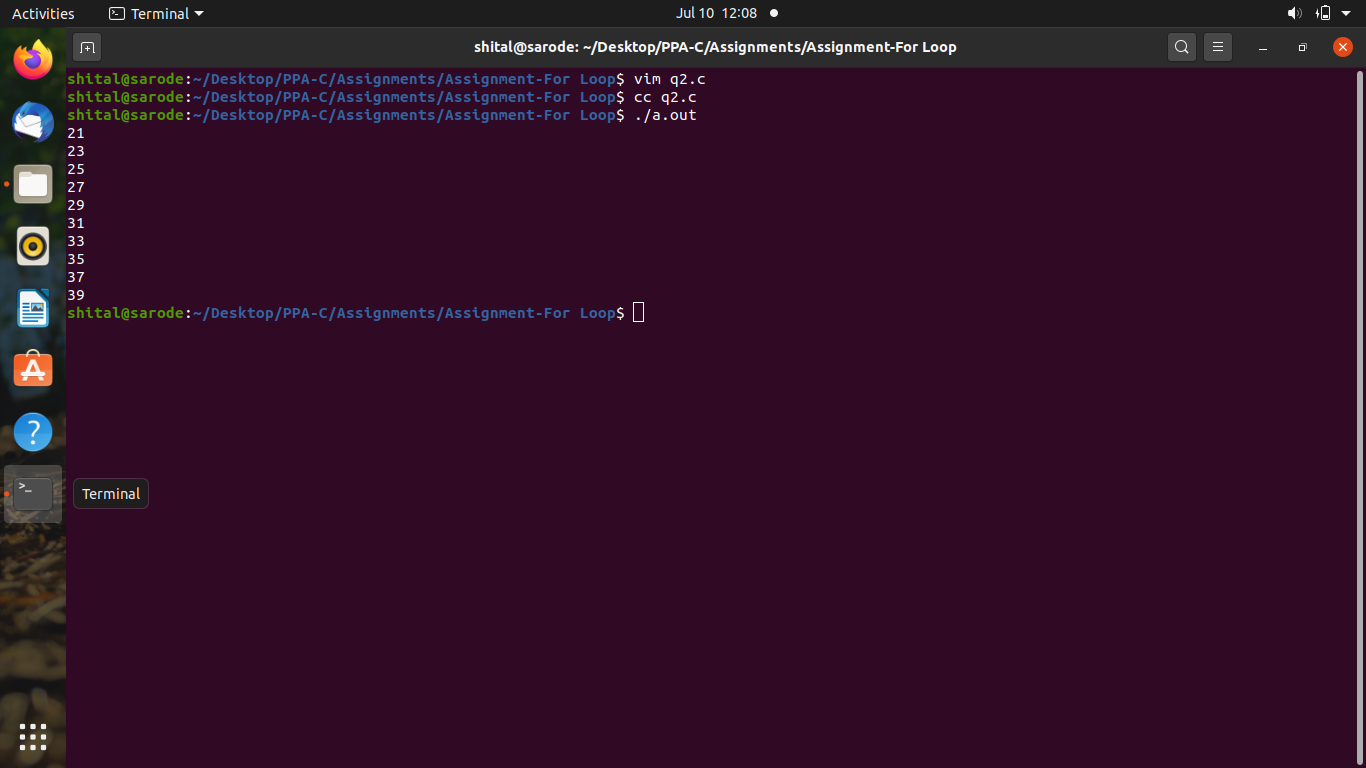 Activities
Terminal
Jul 10 12:08
shital@sarode: ~/Desktop/PPA-C/Assignments/Assignment-For Loop
shital@sarode:~/Desktop/PPA-C/Assignments/Assignment-For Loop$ vim q2.c
shital@sarode:~/Desktop/PPA-C/Assignments/Assignment-For Loop$ cc q2.c
shital@sarode:~/Desktop/PPA-C/Assignments/Assignment-For Loop$ ./a.out
21
23
25
27
29
31
33
35
37
39
shital@sarode:~/Desktop/PPA-C/Assignments/Assignment-For Loop$
Terminal